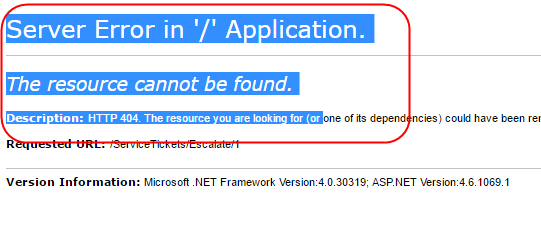 Server Error in '/' Application.
The resource cannot be found.
Description: HTTP 404. The resource you are looking for (or one of its dependencies) could have been
Requested URL: /ServiceTickets/Escalate/1
Version Information: Microsoft .NET Framework Version:4.0.30319; ASP.NET Version:4.6.1069.1